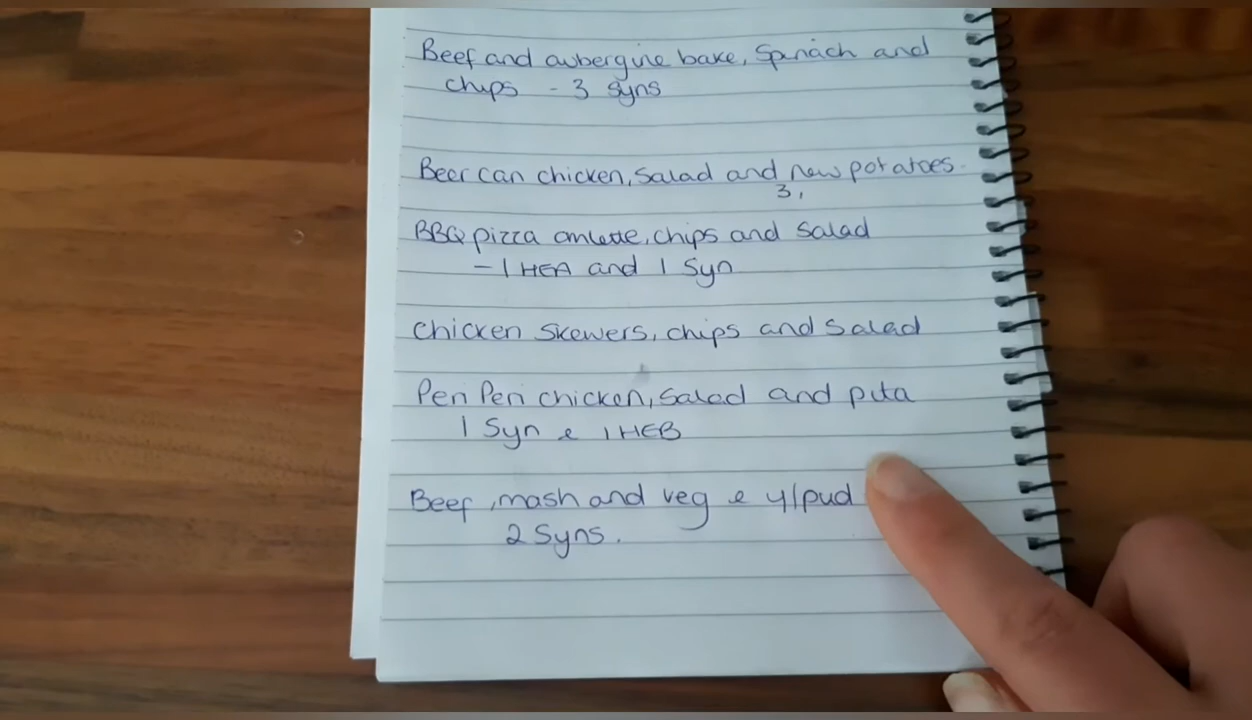 Beef and aubergine bake, Spinach and
chips - 3 Syns
Beer can chicken, Salad and new potatoes.
3,
BBQ pizza omlette, chips and Salad
- 1 HEA and 1 Syn
Chicken Skewers, chips and Salad
Peri Peri chicken, Salad and pita
1 Syn & 1 HEB
Beef, mash and veg & y/pud
2 Syns.